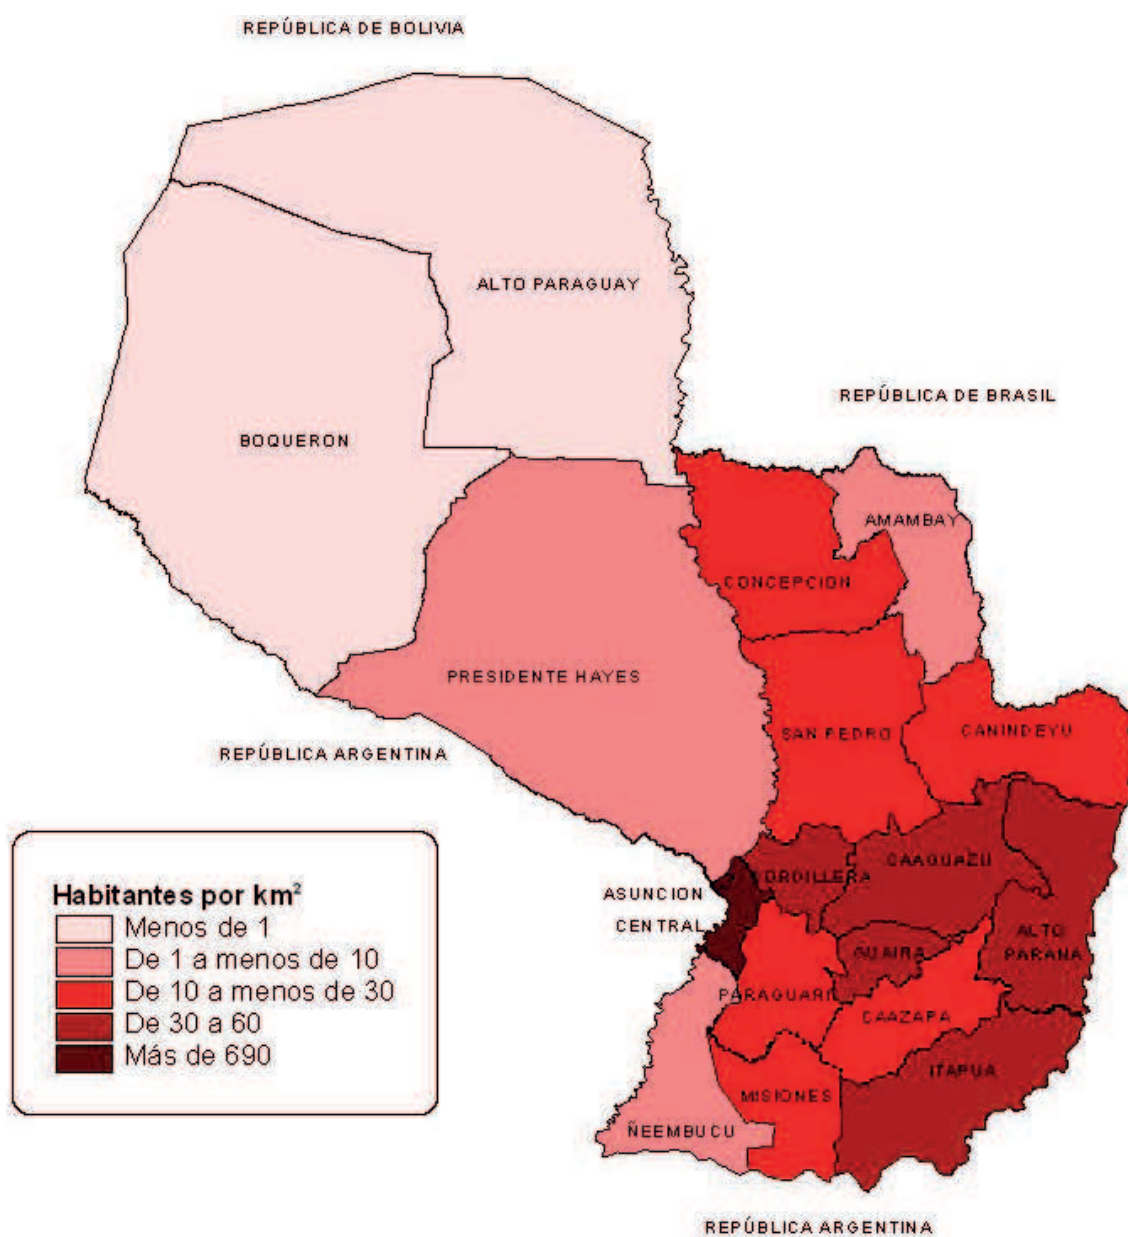 REPÚBLICA DE BOLIVIA
ALTO PARAGUAY
REPÚBLICA DE BRASIL
BOQUERON
AMAMBAY
CONCEPCION
PRESIDENTE HAYES
SAN PEDRO
CANINDEYU
REPÚBLICA ARGENTINA
CAAGUAZU
CORDILLERA
ASUNCION
CENTRAL
ALTO
PARANA
GUAIRA
PARAGUARI
CAAZAPA
ITAPUA
MISIONES
ÑEEMBUCU
REPÚBLICA ARGENTINA
Habitantes por km²
Menos de 1
De 1 a menos de 10
De 10 a menos de 30
De 30 a 60
Más de 690